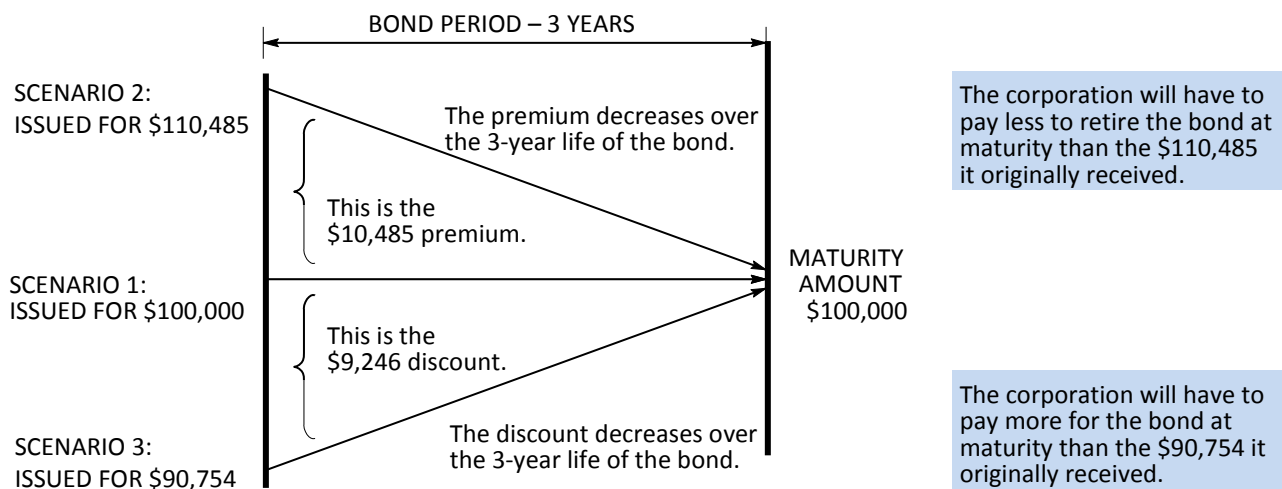 BOND PERIOD – 3 YEARS
SCENARIO 2:
ISSUED FOR $110,485
The premium decreases over
the 3-year life of the bond.
The corporation will have to
pay less to retire the bond at
maturity than the $110,485
it originally received.
This is the
$10,485 premium.
SCENARIO 1:
ISSUED FOR $100,000
MATURITY
AMOUNT
$100,000
This is the
$9,246 discount.
The corporation will have to
pay more for the bond at
maturity than the $90,754 it
originally received.
SCENARIO 3:
ISSUED FOR $90,754
The discount decreases over
the 3-year life of the bond.